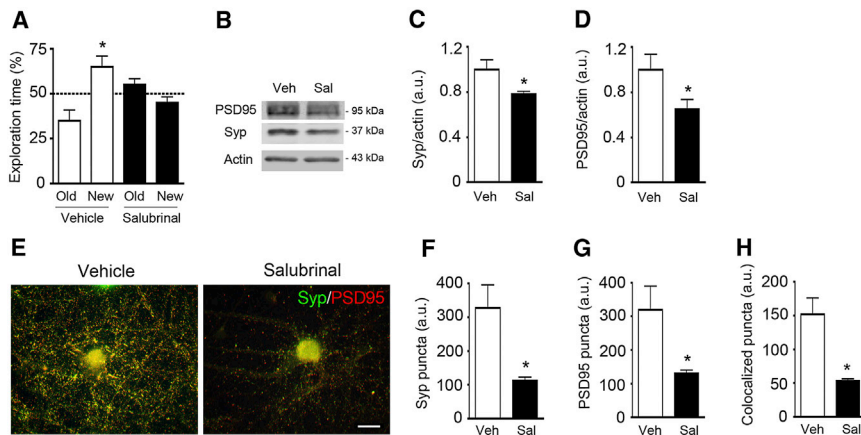 A
Exploration time (%)
75
50
25
0
Old New Old New
Vehicle Salubrinal
B
Veh Sal
PSD95 - 95 kDa
Syp - 37 kDa
Actin - 43 kDa
C
Syp/actin (a.u.)
1.2
0.8
0.4
0
*
Veh Sal
D
PSD95/actin (a.u.)
1.2
0.8
0.4
0
*
Veh Sal
E
Vehicle Salubrinal
Syp/PSD95
F
Syp puncta (a.u.)
400
300
200
100
0
*
Veh Sal
G
PSD95 puncta (a.u.)
400
300
200
100
0
*
Veh Sal
H
Colocalized puncta (a.u.)
200
150
100
50
0
*
Veh Sal